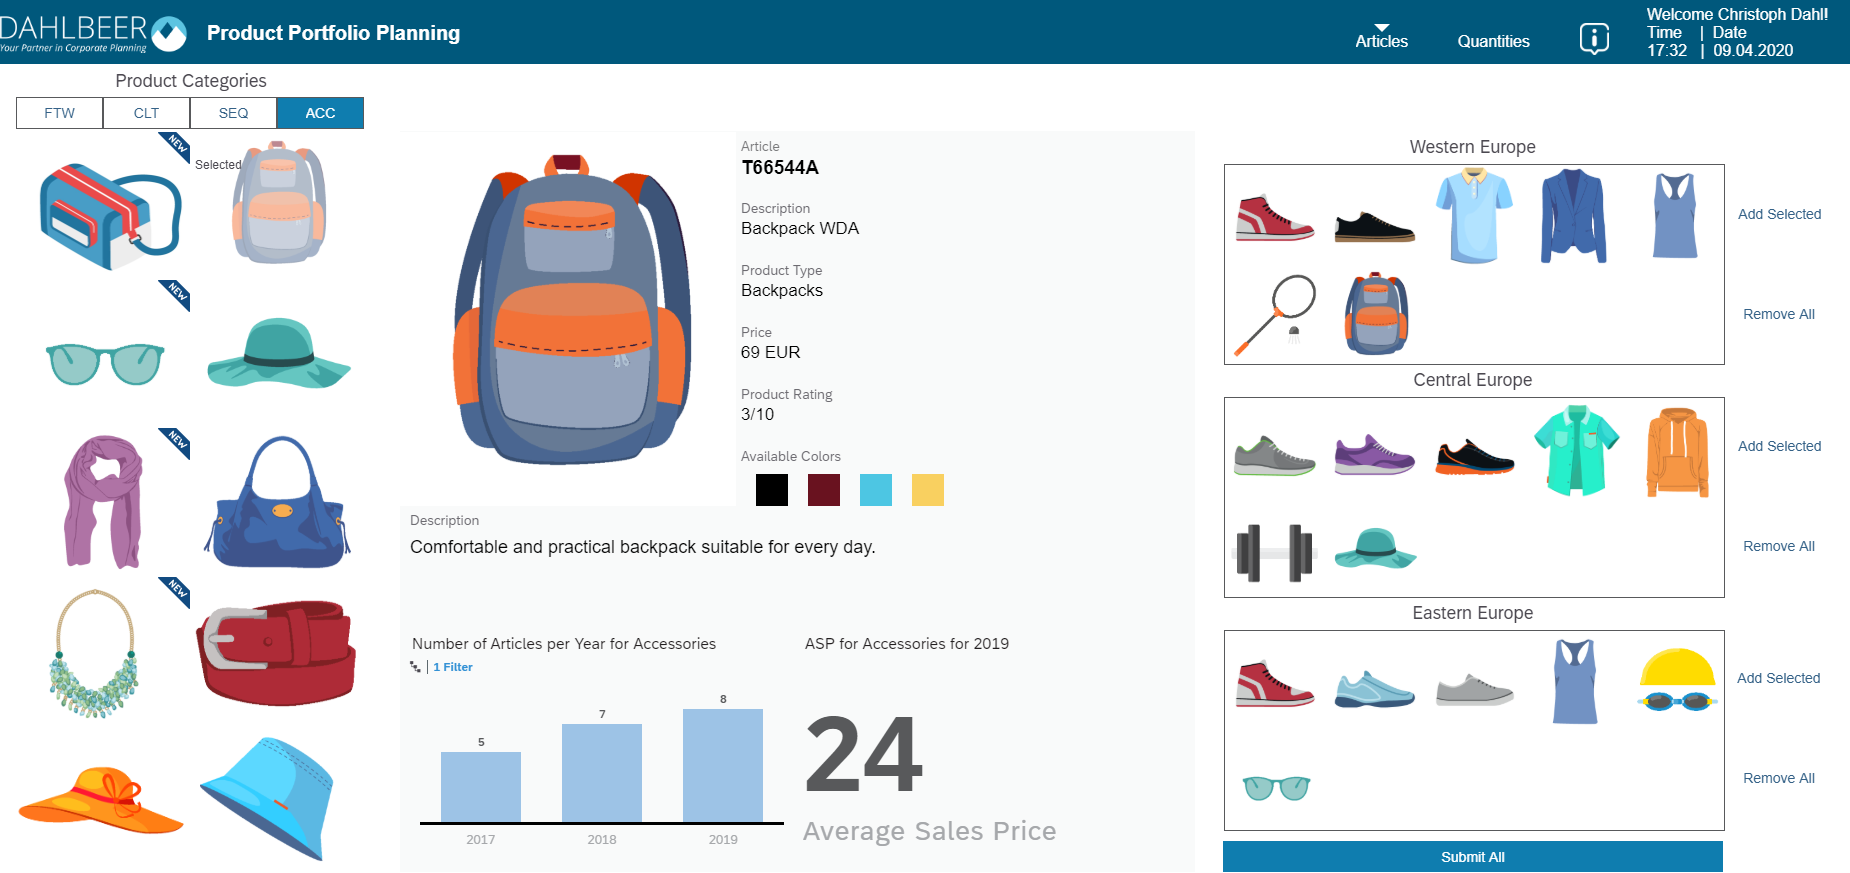 DAHLBEER
Your Partner in Corporate Planning
Product Portfolio Planning
Articles
Quantities
Welcome Christoph Dahl!
Time | Date
17:32 | 09.04.2020
Product Categories
FTW
CLT
SEQ
ACC
NEW
Selected
NEW
NEW
NEW
Article
T66544A
Description
Backpack WDA
Product Type
Backpacks
Price
69 EUR
Product Rating
3/10
Available Colors
Description
Comfortable and practical backpack suitable for every day.
Number of Articles per Year for Accessories
1 Filter
5
7
8
2017
2018
2019
ASP for Accessories for 2019
24
Average Sales Price
Western Europe
Add Selected
Remove All
Central Europe
Add Selected
Remove All
Eastern Europe
Add Selected
Remove All
Submit All